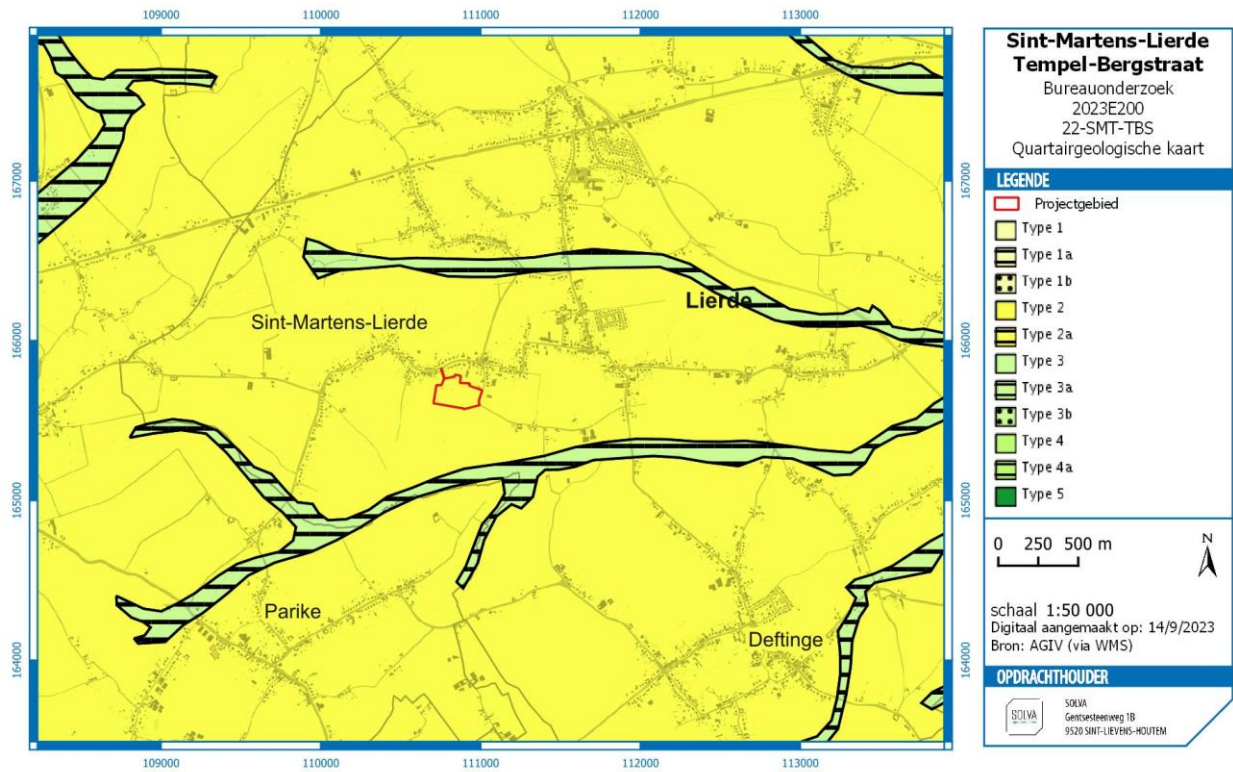 109000
110000
111000
112000
113000
167000
166000
165000
164000
167000
166000
165000
164000
Sint-Martens-Lierde
Lierde
Parike
Deftinge
109000
110000
111000
112000
113000
Sint-Martens-Lierde
Tempel-Bergstraat
Bureauonderzoek
2023E200
22-SMT-TBS
Quartairgeologische kaart
LEGENDE
Projectgebied
Type 1
Type 1a
Type 1b
Type 2
Type 2a
Type 3
Type 3a
Type 3b
Type 4
Type 4a
Type 5
0 250 500 m
N
schaal 1:50 000
Digitaal aangemaakt op: 14/9/2023
Bron: AGIV (via WMS)
OPDRACHTHOUDER
SOLVA
SOLVA
Gentsesteenweg 1B
9520 SINT-LIEVENS-HOUTEM